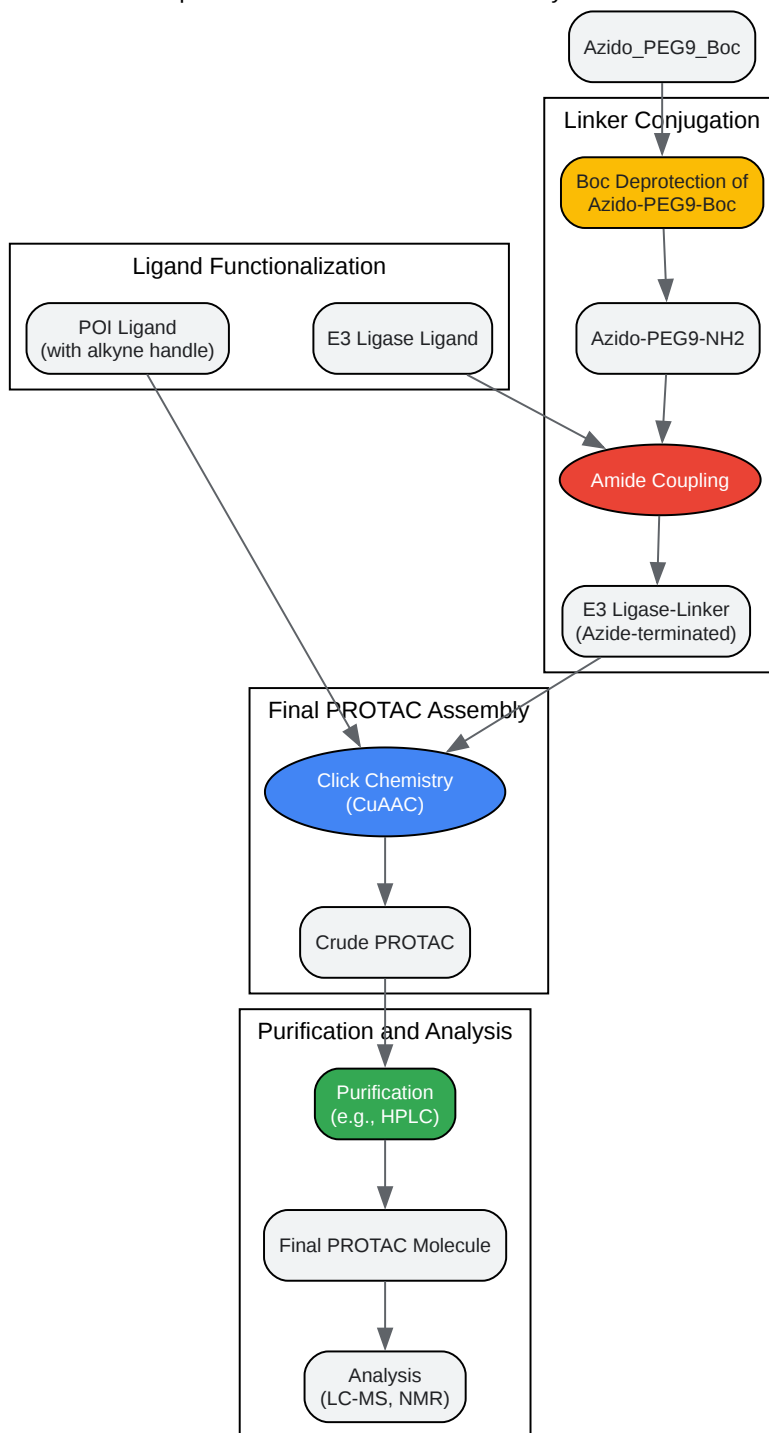 Azido_PEG9_Boc
Linker Conjugation
Boc Deprotection of
Azido-PEG9-Boc
Ligand Functionalization
POI Ligand
(with alkyne handle)
E3 Ligase Ligand
Azido-PEG9-NH2
Amide Coupling
E3 Ligase-Linker
(Azide-terminated)
Final PROTAC Assembly
Click Chemistry
(CuAAC)
Crude PROTAC
Purification and Analysis
Purification
(e.g., HPLC)
Final PROTAC Molecule
Analysis
(LC-MS, NMR)